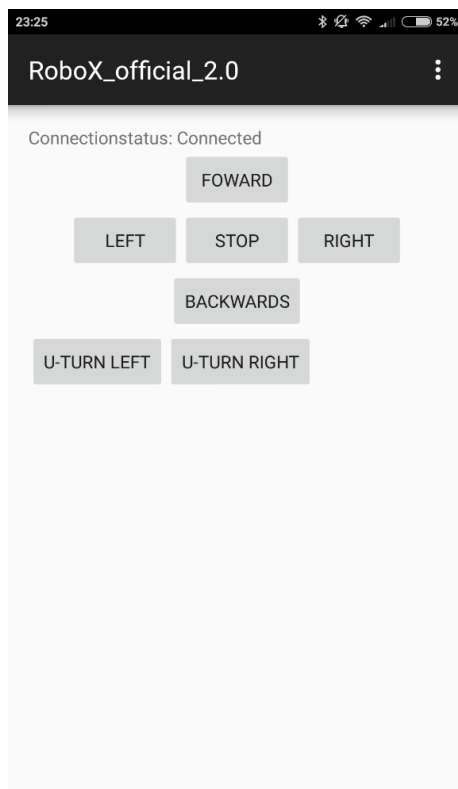 23:25 52%
RoboX_official_2.0
Connectionstatus: Connected
FOWARD
LEFT STOP RIGHT
BACKWARDS
U-TURN LEFT U-TURN RIGHT